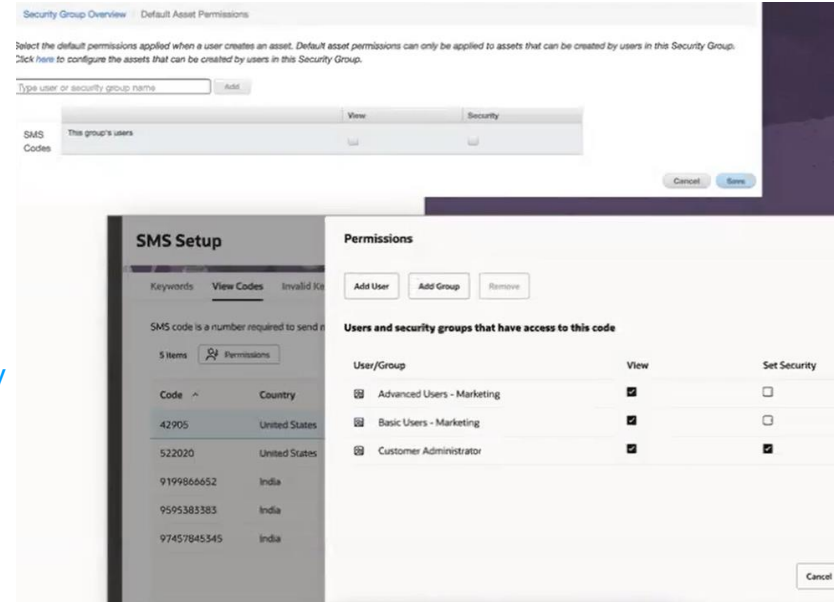 Security Group Overview Default Asset Permissions
Select the default permissions applied when a user creates an asset. Default asset permissions can only be applied to assets that can be created by users in this Security Group.
Click here to configure the assets that can be created by users in this Security Group.
Type user or security group name Add
View Security
SMS Codes This group's users
Cancel Save
SMS Setup
Keywords View Codes Invalid
SMS code is a number required to send
5 items Permissions
Code Country
42905 United States
522020 United States
9199866652 India
9595383383 India
97457845345 India
Permissions
Add User Add Group Remove
Users and security groups that have access to this code
User/Group View Set Security
Advanced Users - Marketing
Basic Users - Marketing
Customer Administrator
Cancel